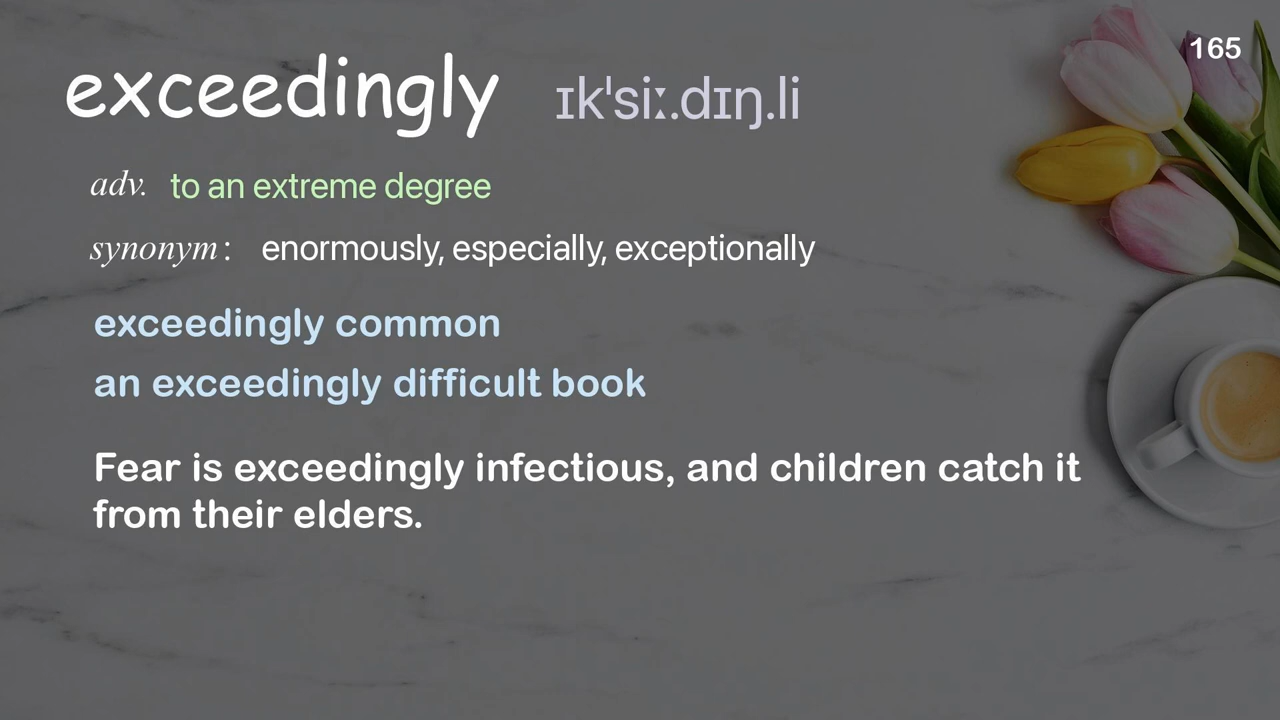 165
exceedingly ɪkˈsiː.dɪŋ.li
adv. to an extreme degree
synonym: enormously, especially, exceptionally
exceedingly common
an exceedingly difficult book
Fear is exceedingly infectious, and children catch it
from their elders.